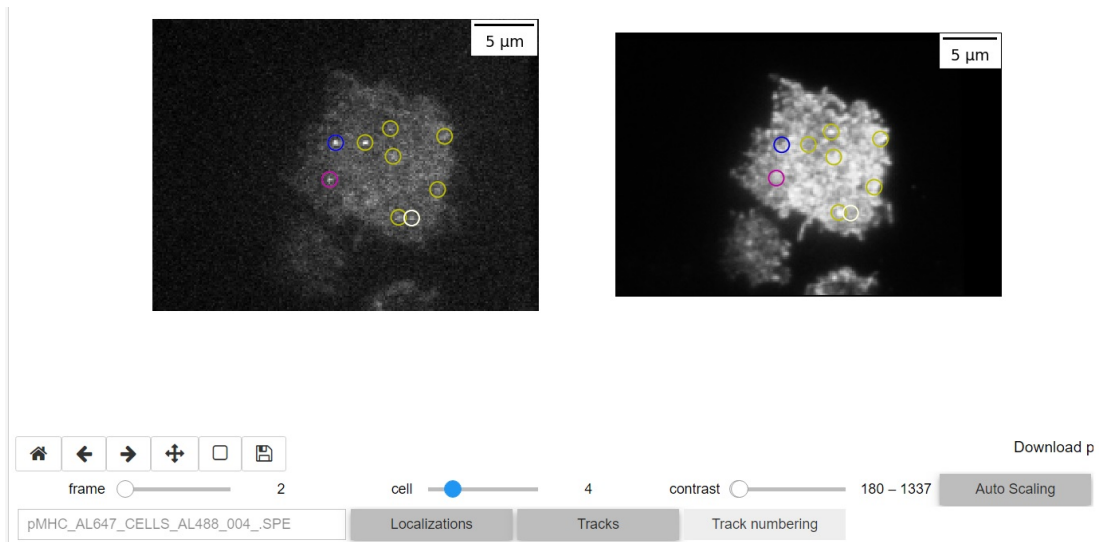 5 µm
5 µm
Download p
frame 2 cell 4 contrast 180 – 1337 Auto Scaling
pMHC_AL647_CELLS_AL488_004_.SPE Localizations Tracks Track numbering